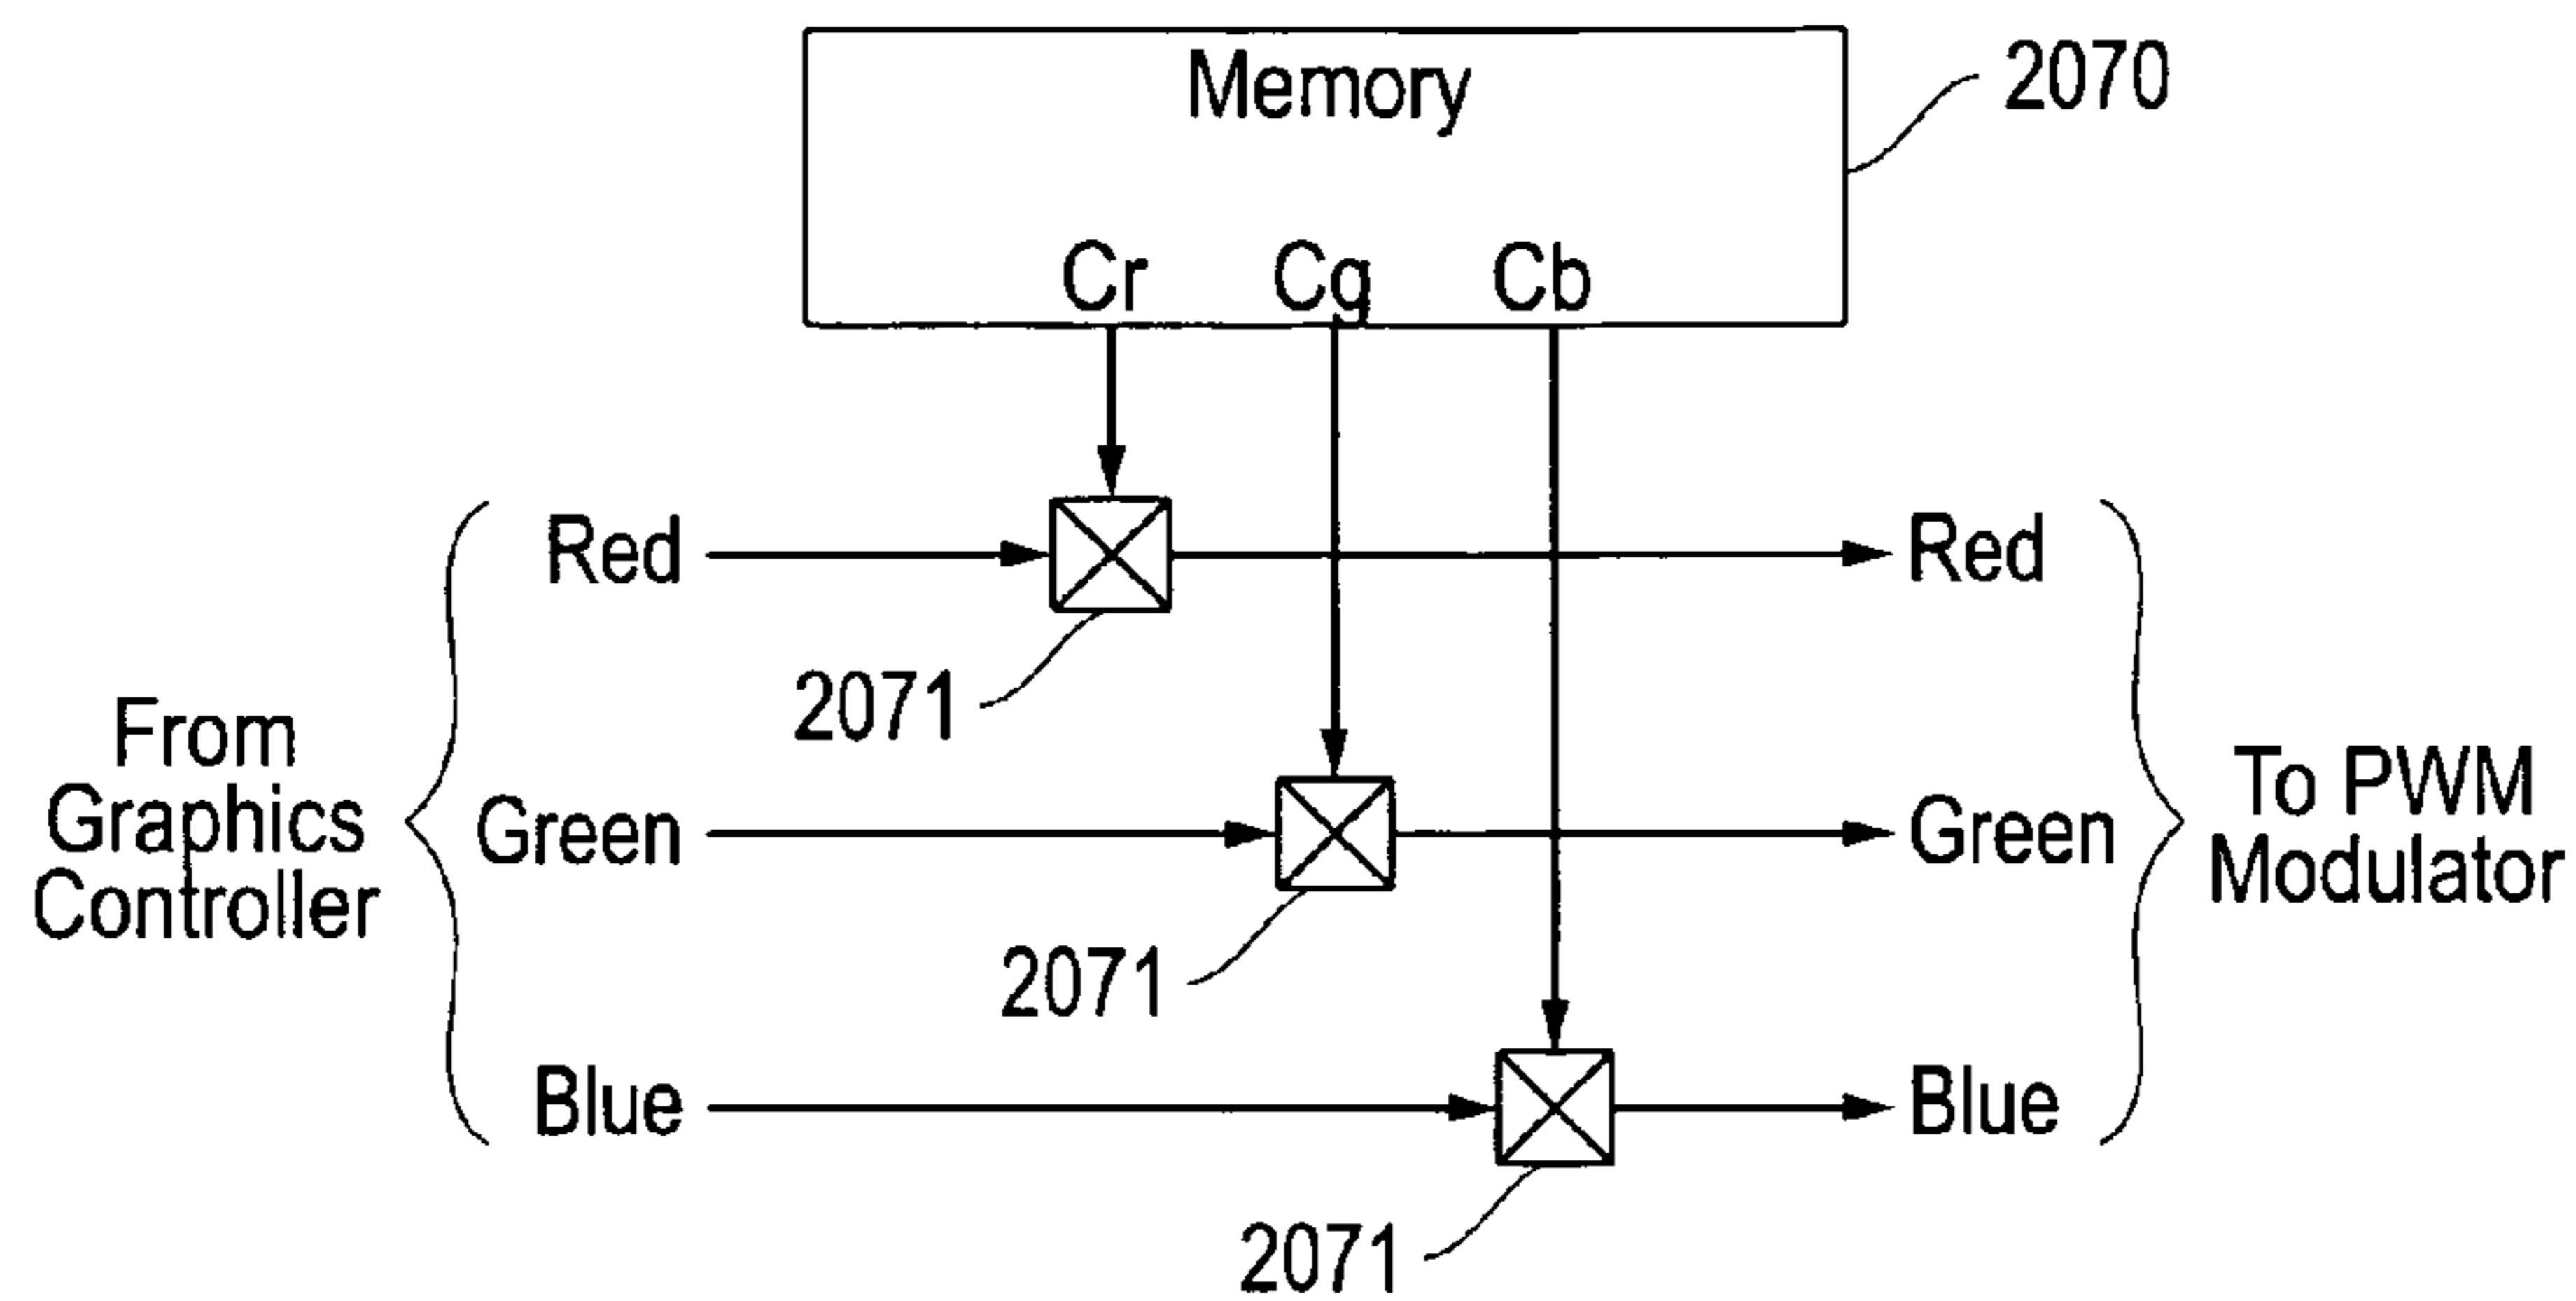 Memory
2070
Cr Cg Cb
Red
Red
2071
From
Graphics
Controller
Green
Green
To PWM
Modulator
2071
Blue
Blue
2071